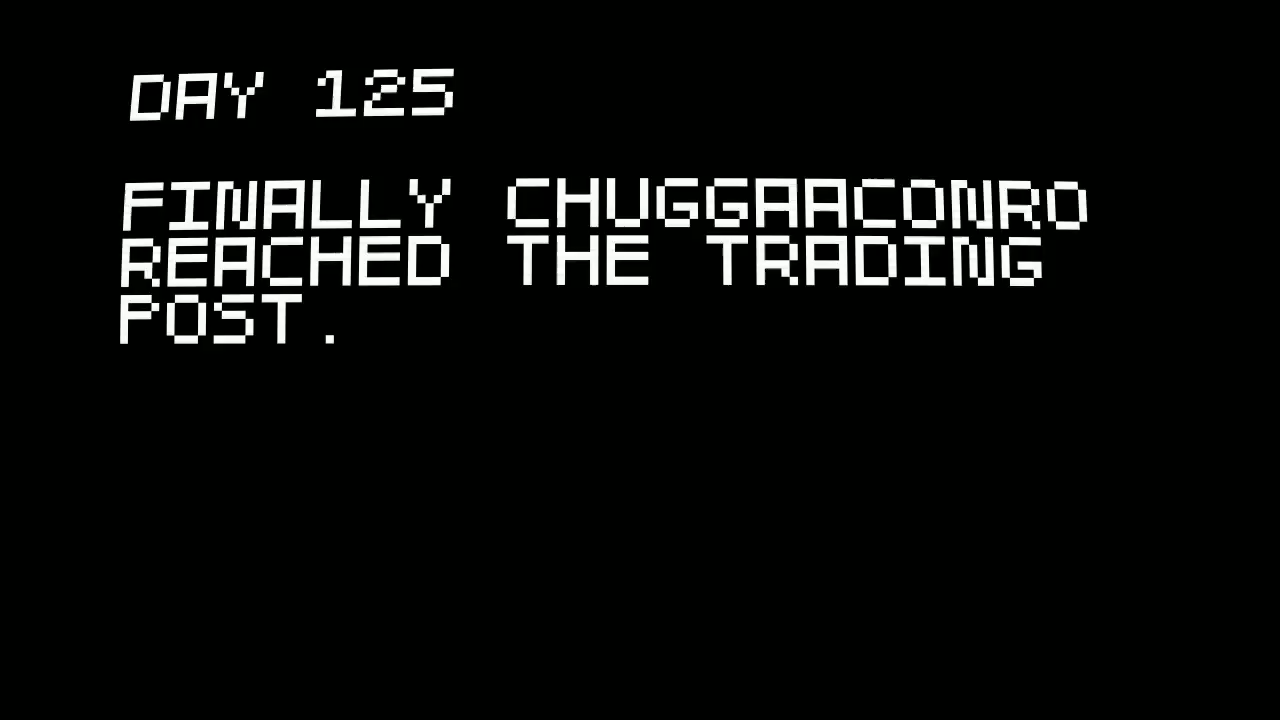 DAY 125
FINALLY CHUGGAACONRO
REACHED THE TRADING
POST.